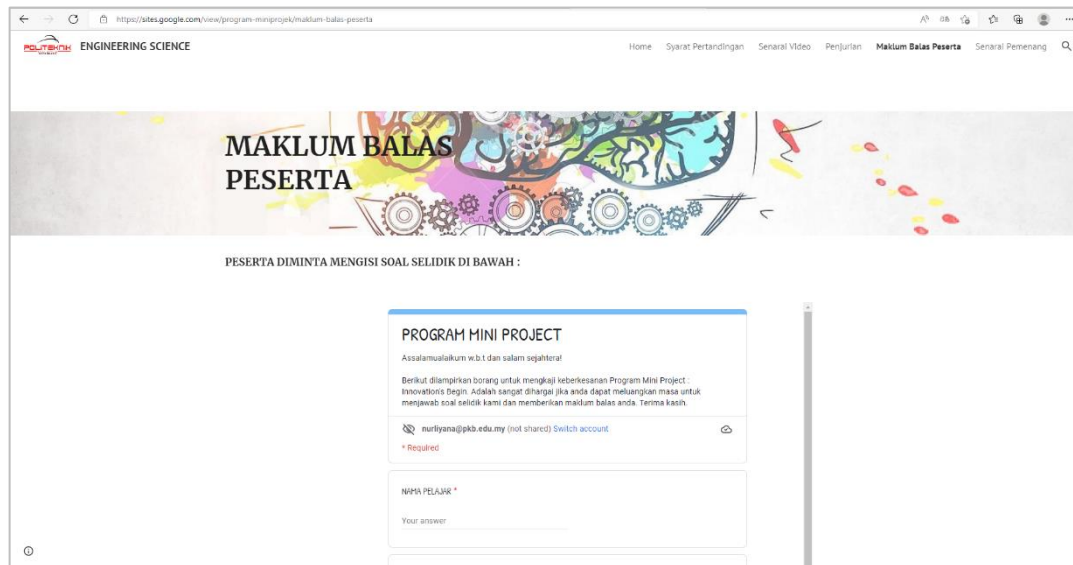 https://sites.google.com/view/program-miniprojek/maklum-balas-peserta
POLITEKNIK
ENGINEERING SCIENCE
Home Syarat Pertandingan Senarai Video Penjurian Maklum Balas Peserta Senarai Pemenang
MAKLUM BALAS
PESERTA
PESERTA DIMINTA MENGISI SOAL SELIDIK DI BAWAH :
PROGRAM MINI PROJECT
Assalamualaikum w.b.t dan salam sejahtera!
Berikut dilampirkan borang untuk mengkaji keberkesanan Program Mini Project :
Innovation's Begin. Adalah sangat dihargai jika anda dapat meluangkan masa untuk
menjawab soal selidik kami dan memberikan maklum balas anda. Terima kasih.
nurliyana@pkb.edu.my (not shared) Switch account
* Required
NAMA PELAJAR *
Your answer